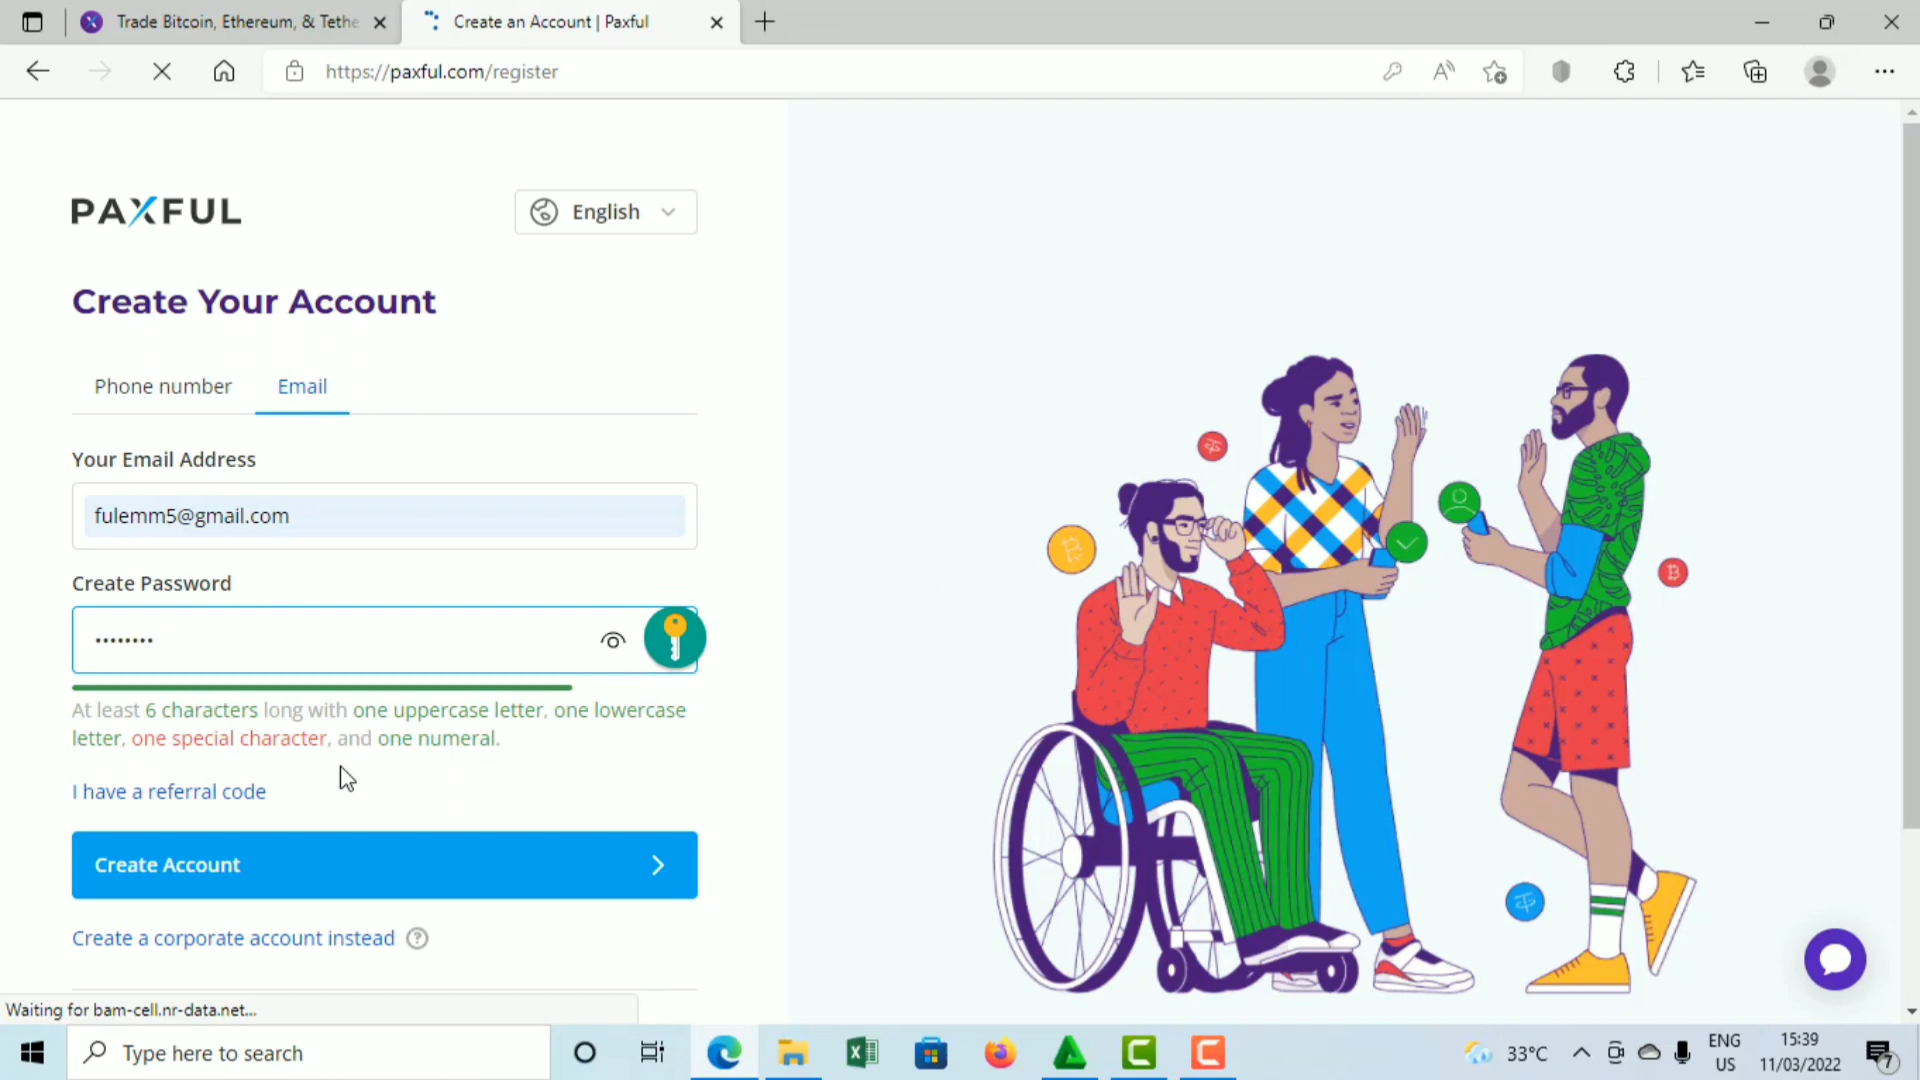 Trade Bitcoin, Ethereum, & Tethe
Create an Account | Paxful
https://paxful.com/register
PAXFUL
English
Create Your Account
Phone number
Email
Your Email Address
fulemm5@gmail.com
Create Password
••••••••
At least 6 characters long with one uppercase letter, one lowercase
letter, one special character, and one numeral.
I have a referral code
Create Account
Create a corporate account instead
Waiting for bam-cell.nr-data.net...
Type here to search
33°C
ENG
US
15:39
11/03/2022
7